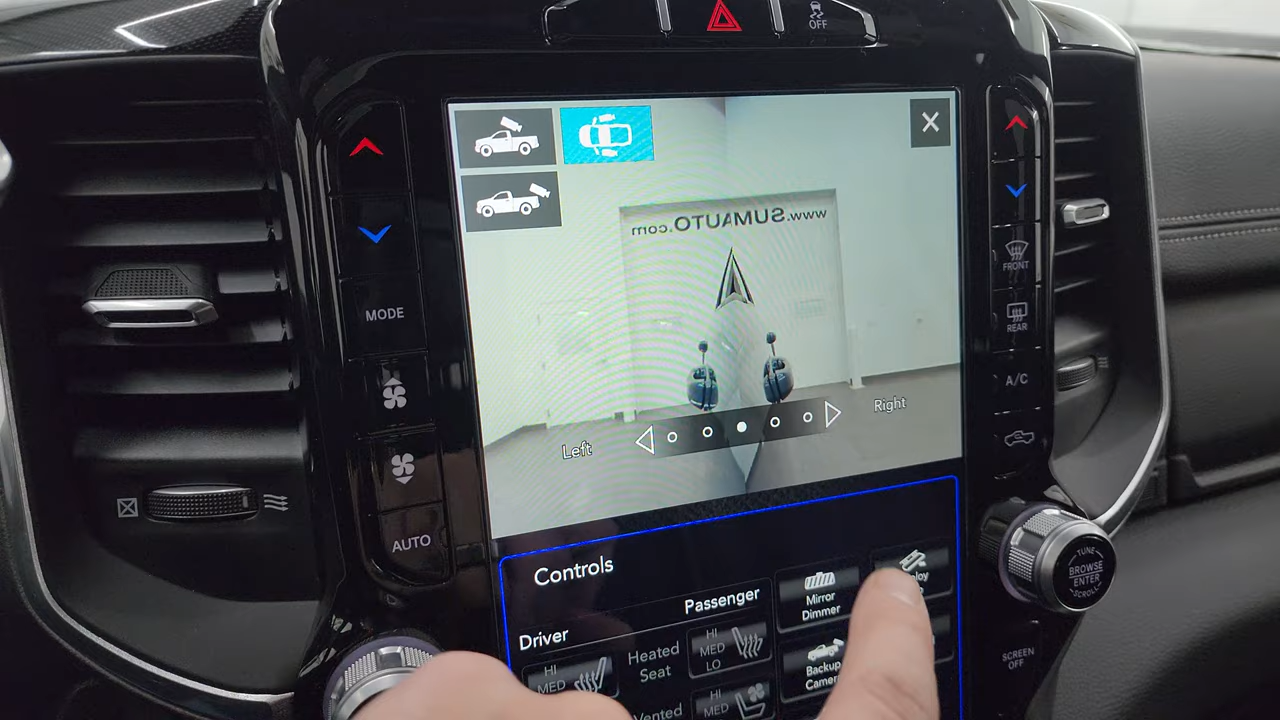 OFF
www.SUMAUTO.com
MODE
FRONT
REAR
A/C
Left
Right
AUTO
Controls
Passenger
Driver
Mirror
Dimmer
HI
MED
LO
Heated
Seat
HI
MED
Backup
HI
MED
Vented
TUNE
BROWSE
ENTER
SCROLL
SCREEN
OFF